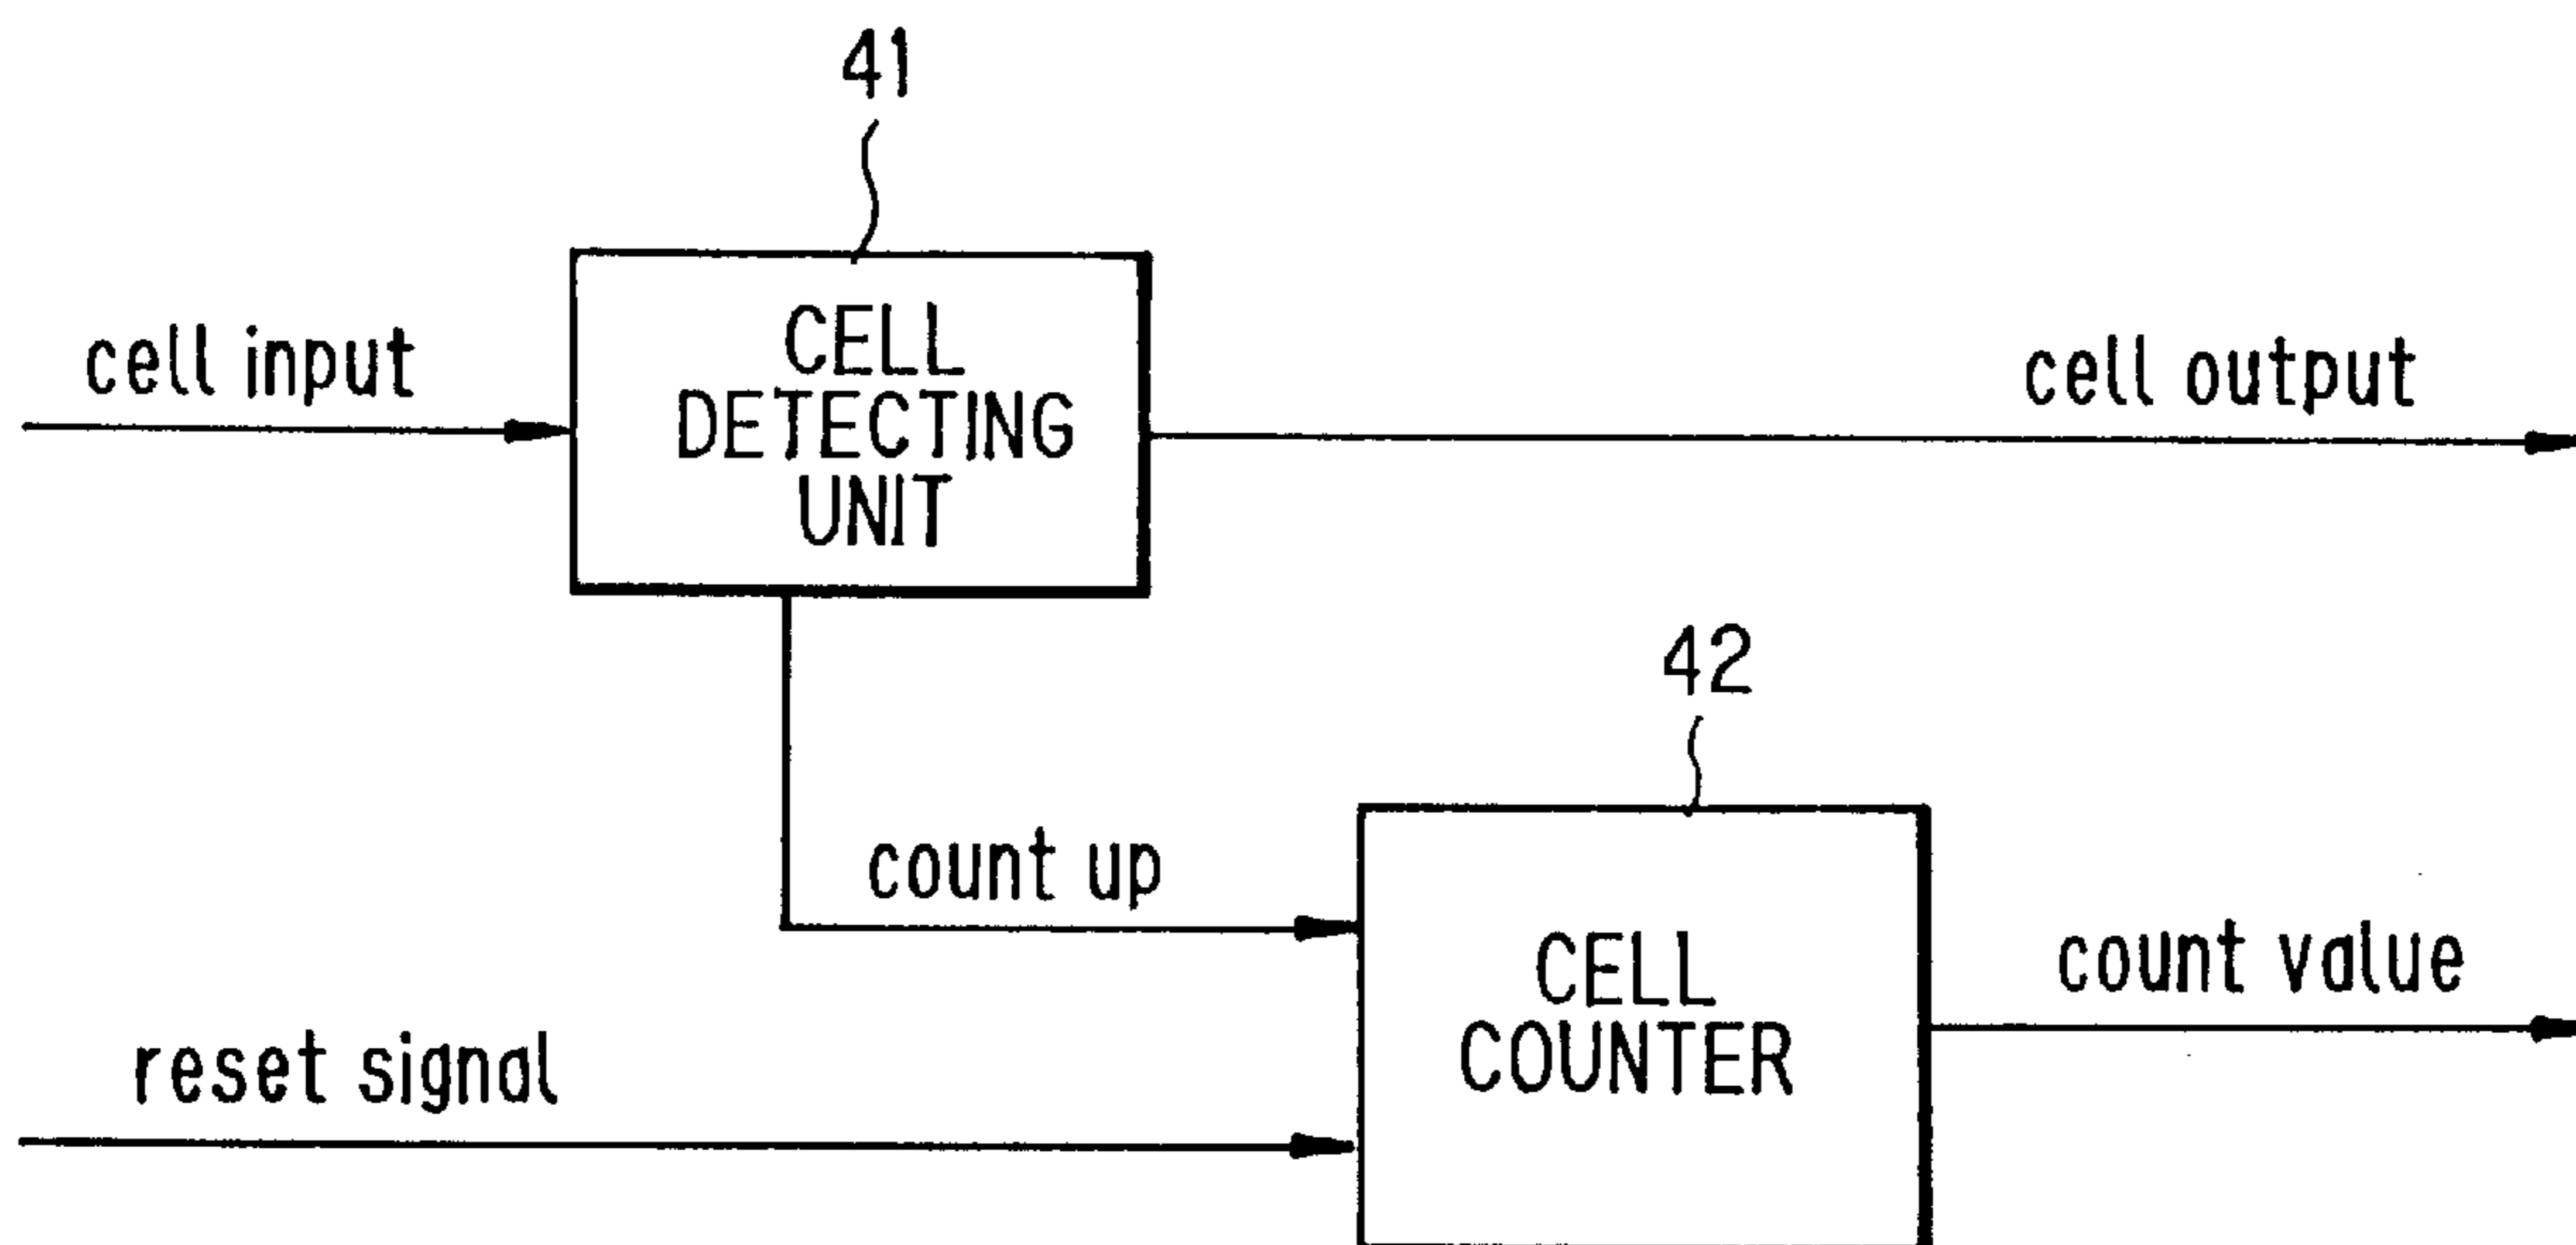 41
cell input
CELL
DETECTING
UNIT
cell output
42
count up
CELL
COUNTER
count value
reset signal